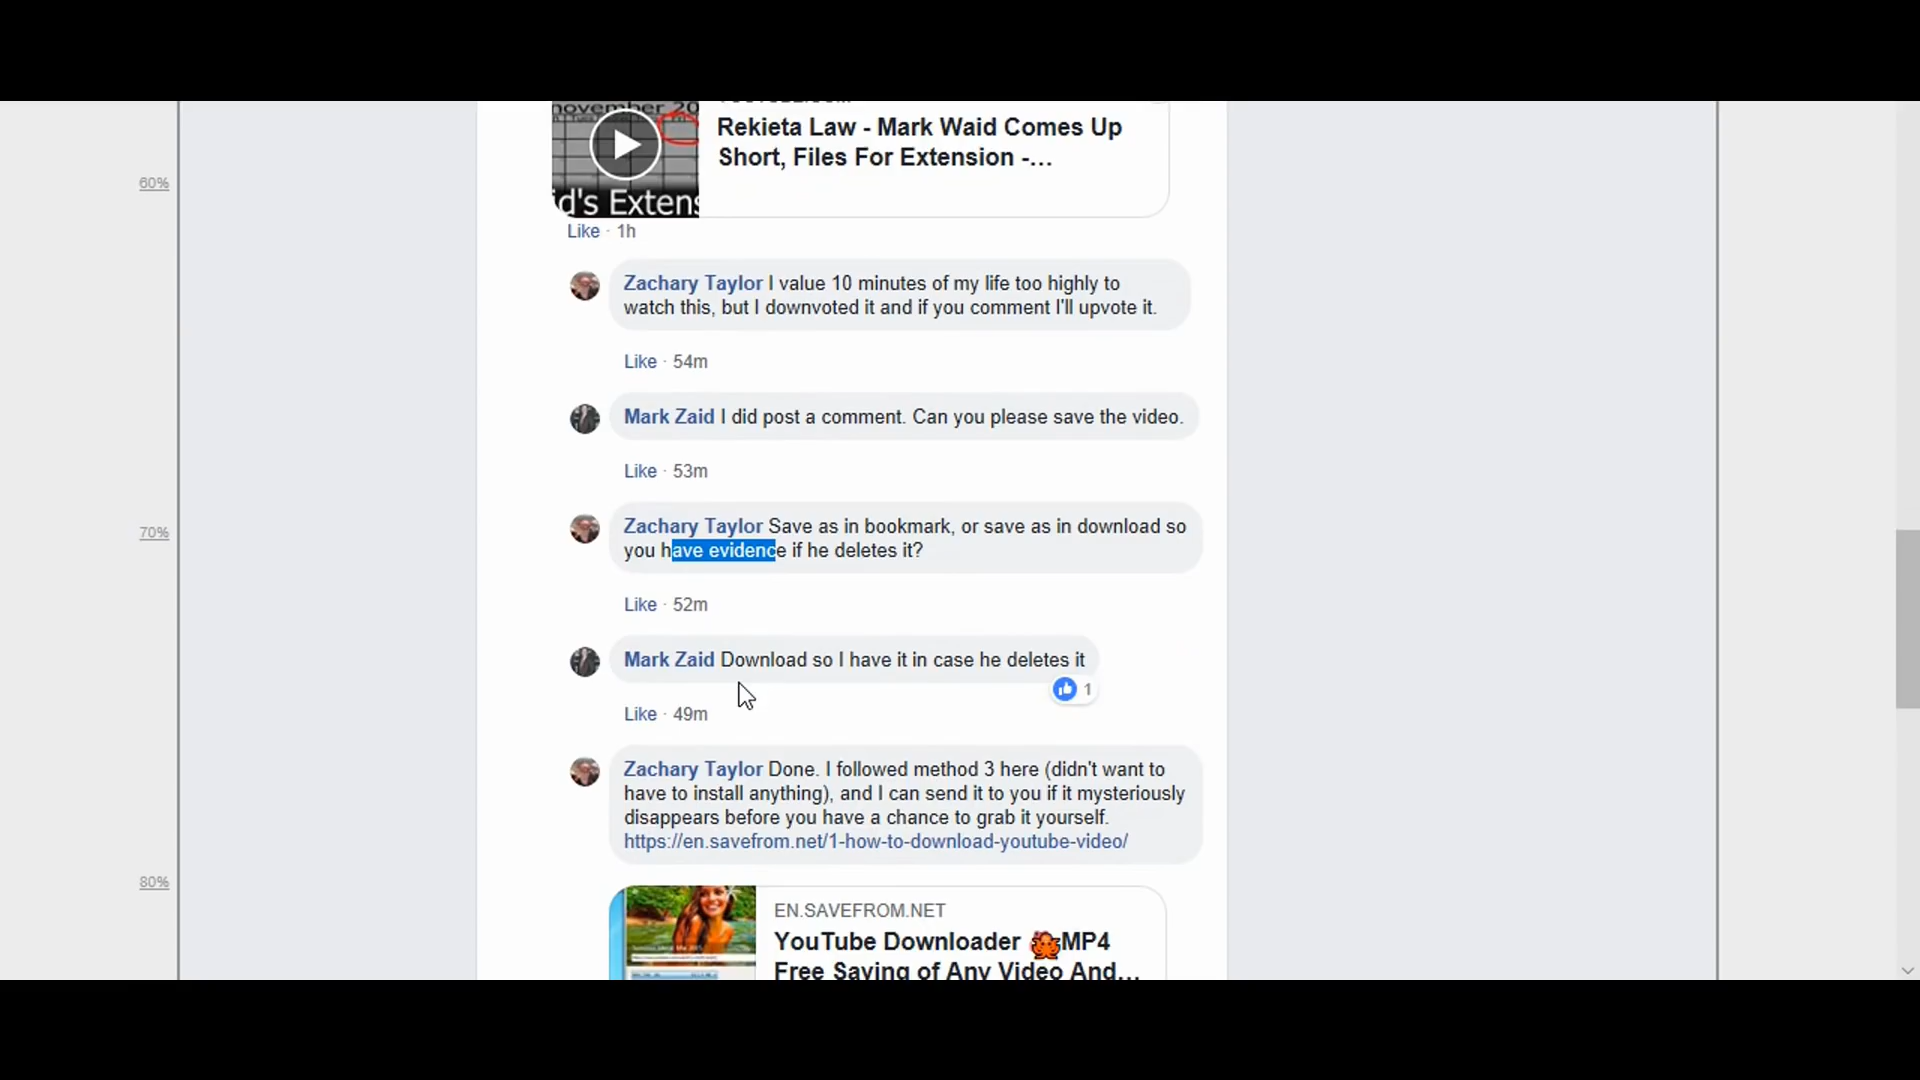 november 20
Rekieta Law - Mark Waid Comes Up
Short, Files For Extension -...
id's Extens
Like · 1h
60%
Zachary Taylor I value 10 minutes of my life too highly to
watch this, but I downvoted it and if you comment I'll upvote it.
Like · 54m
Mark Zaid I did post a comment. Can you please save the video.
Like · 53m
70%
Zachary Taylor Save as in bookmark, or save as in download so
you have evidence if he deletes it?
Like · 52m
Mark Zaid Download so I have it in case he deletes it
1
Like · 49m
Zachary Taylor Done. I followed method 3 here (didn't want to
have to install anything), and I can send it to you if it mysteriously
disappears before you have a chance to grab it yourself.
https://en.savefrom.net/1-how-to-download-youtube-video/
80%
EN.SAVEFROM.NET
YouTube Downloader 🐙MP4
Free Saving of Any Video And...